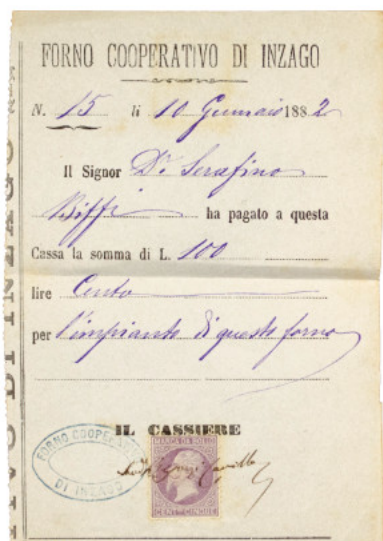 FORNO COOPERATIVO DI INZAGO
N. 15 li 10 Gennaio 1882
Il Signor Dr. Serafino
Biffi ha pagato a questa
Cassa la somma di L. 100
lire Cento
per l'impianto di questo forno
IL CASSIERE
FORNO COOPERATIVO
DI INZAGO
MARCA DA BOLLO
CENT. CINQUE